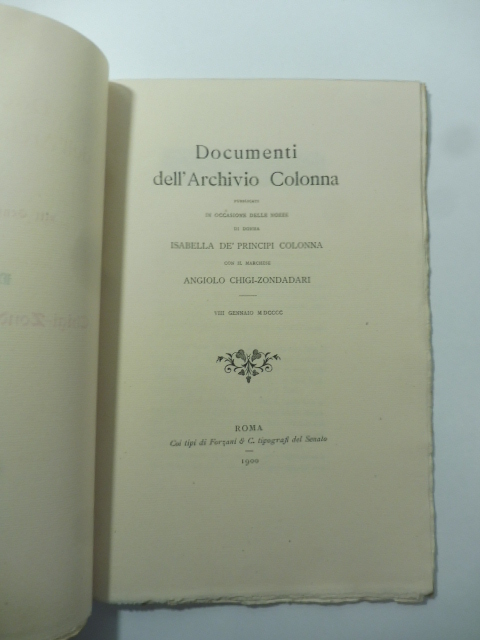 Documenti
dell'Archivio Colonna
PUBBLICATI
IN OCCASIONE DELLE NOZZE
DI DONNA
ISABELLA DE' PRINCIPI COLONNA
CON IL MARCHESE
ANGIOLO CHIGI-ZONDADARI
VIII GENNAIO MDCCCC
ROMA
Coi tipi di Forzani & C. tipografi del Senato
1900